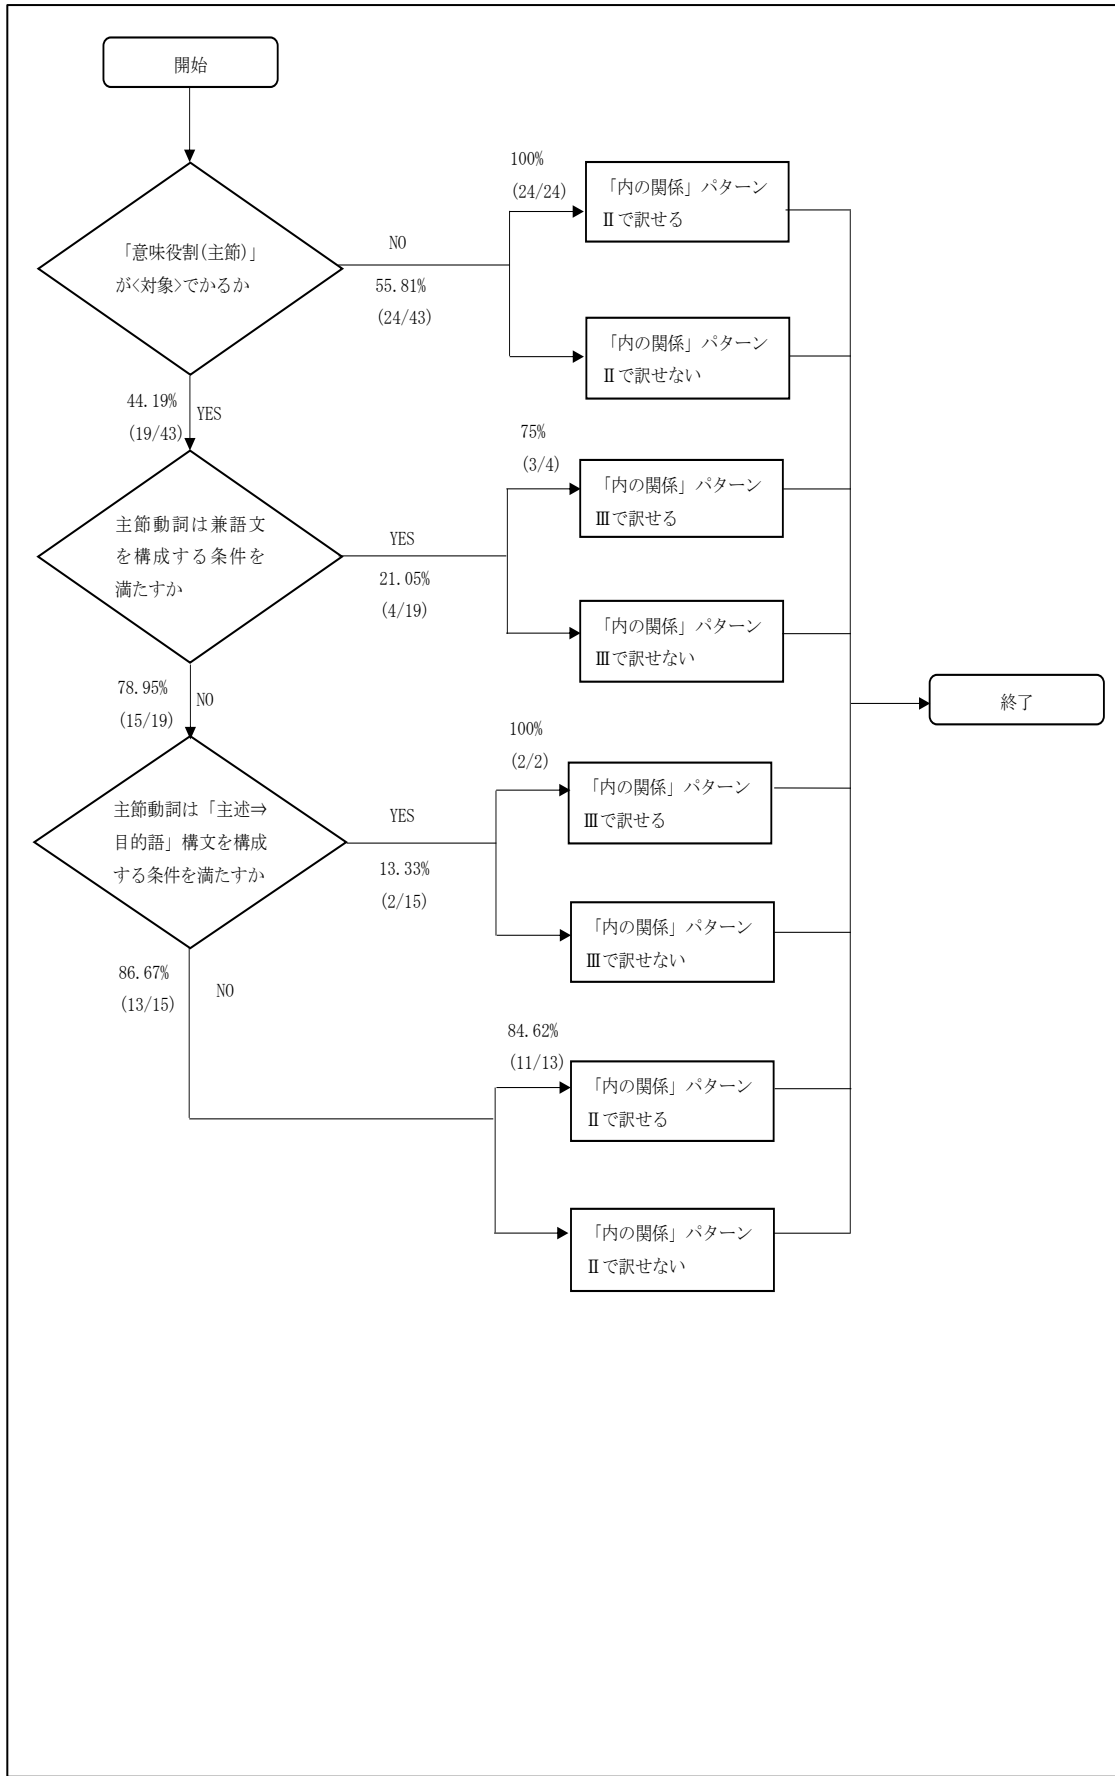 開始
100%
(24/24)
「内の関係」パターン
Ⅱで訳せる
「意味役割(主節)」
が<対象>でかるか
NO
55.81%
(24/43)
「内の関係」パターン
Ⅱで訳せない
44.19%
(19/43)
YES
75%
(3/4)
「内の関係」パターン
Ⅲで訳せる
主節動詞は兼語文
を構成する条件を
満たすか
YES
21.05%
(4/19)
「内の関係」パターン
Ⅲで訳せない
78.95%
(15/19)
NO
終了
100%
(2/2)
「内の関係」パターン
Ⅲで訳せる
主節動詞は「主述⇒
目的語」構文を構成
する条件を満たすか
YES
13.33%
(2/15)
「内の関係」パターン
Ⅲで訳せない
86.67%
(13/15)
NO
84.62%
(11/13)
「内の関係」パターン
Ⅱで訳せる
「内の関係」パターン
Ⅱで訳せない